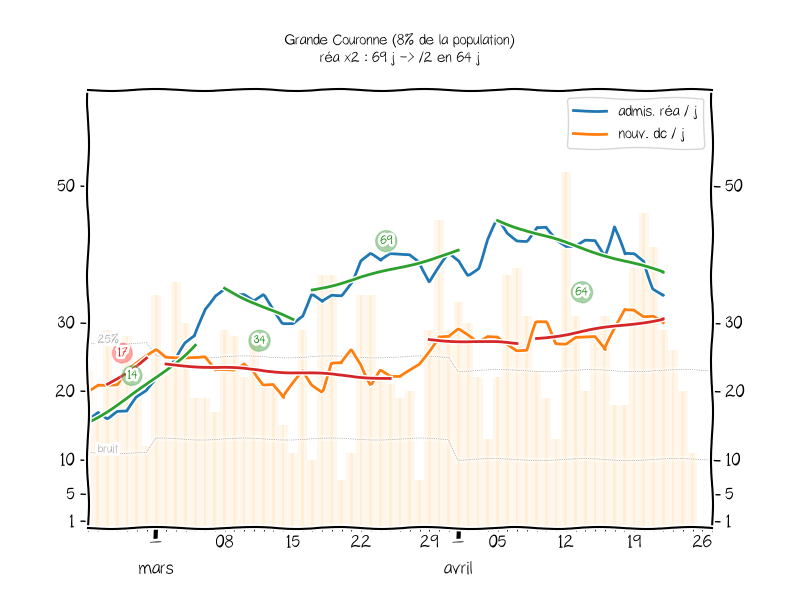 Grande Couronne (8% de la population)
réa x2 : 69 j -> /2 en 64 j
admis. réa / j
nouv. dc / j
50
50
69
64
30
30
25%
17
34
14
20
20
bruit
10
10
5
5
1
1
1 08 15 22 29 1 05 12 19 26
mars avril